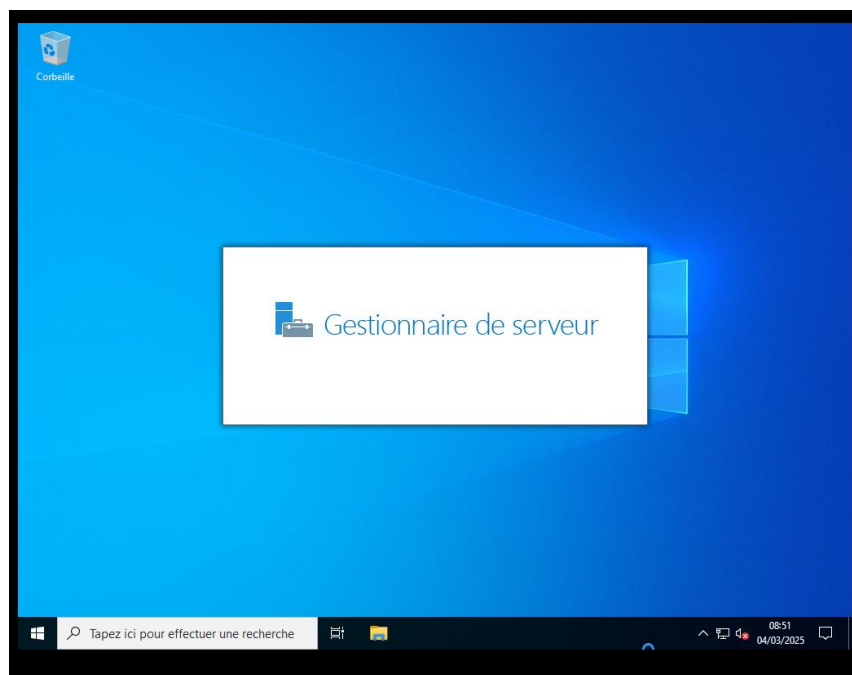 Corbeille
Gestionnaire de serveur
Tapez ici pour effectuer une recherche
08:51
04/03/2025